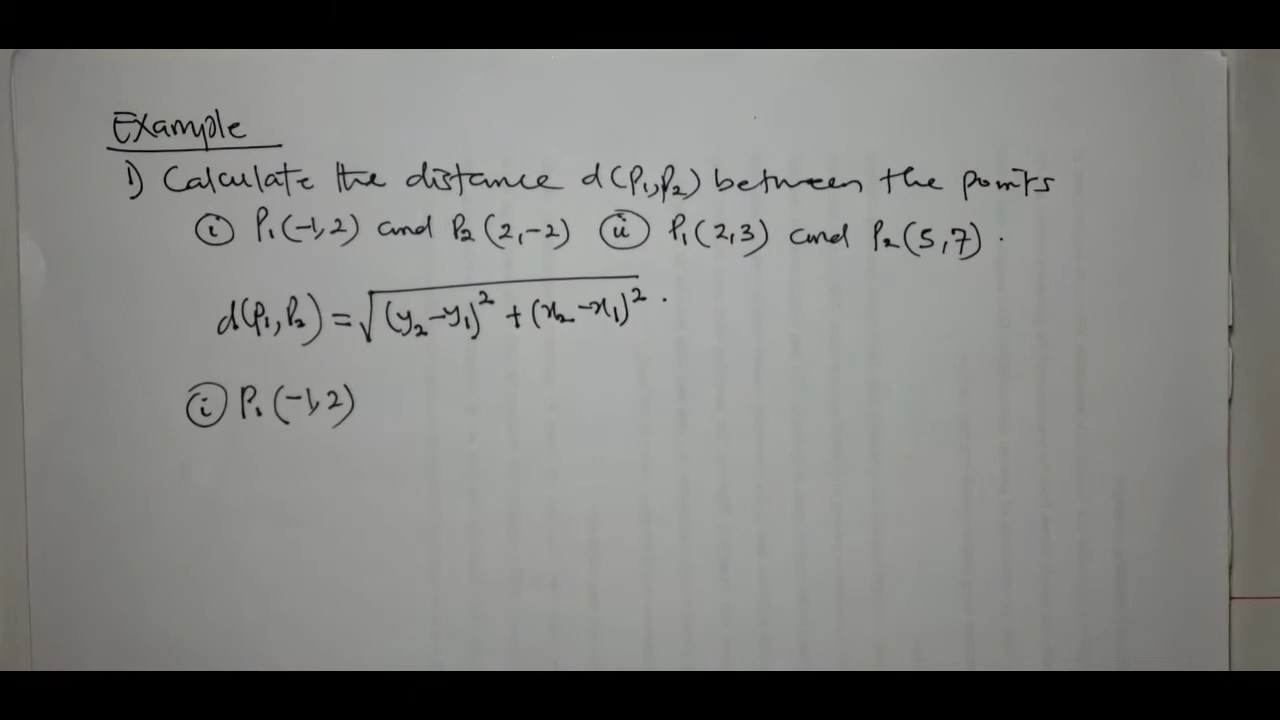 Example
1) Calculate the distance d(P₁,P₂) between the points
(i) P₁(-1,2) and P₂(2,-2) (ii) P₁(2,3) and P₂(5,7).
d(P₁,P₂) = √((y₂-y₁)² + (x₂-x₁)²).
(i) P₁(-1,2)